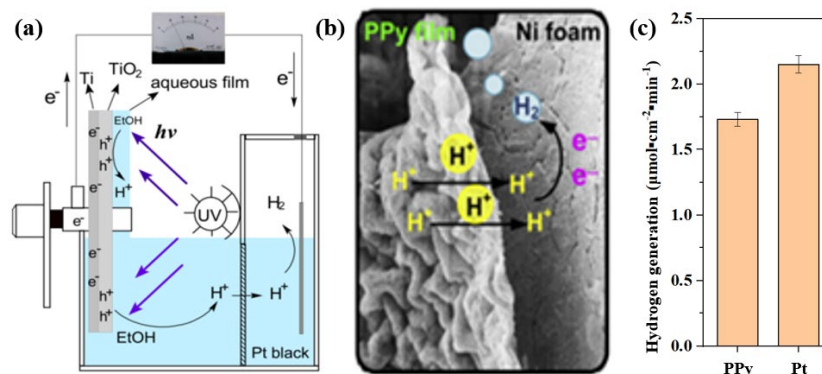 (a)
e⁻
Ti
TiO₂
aqueous film
e⁻
EtOH
hν
e⁻
h⁺
h⁺
H⁺
e⁻
e⁻
UV
H₂
e⁻
e⁻
h⁺
h⁺
H⁺
H⁺
EtOH
Pt black
(b)
PPy film
Ni foam
H₂
H⁺
e⁻
e⁻
H⁺
H⁺
H⁺
H⁺
H⁺
(c)
Hydrogen generation (μmol▪cm⁻²▪min⁻¹)
2.5
2.0
1.5
1.0
0.5
0.0
PPy
Pt